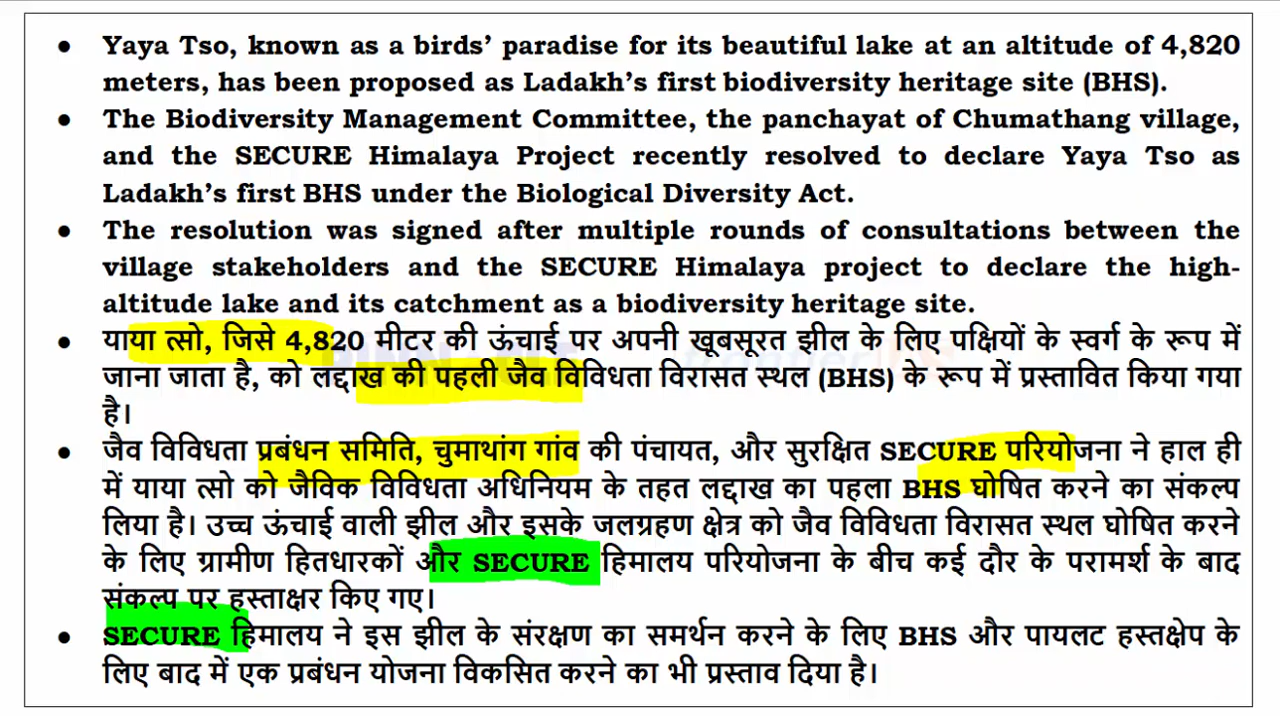 • Yaya Tso, known as a birds’ paradise for its beautiful lake at an altitude of 4,820
meters, has been proposed as Ladakh’s first biodiversity heritage site (BHS).
• The Biodiversity Management Committee, the panchayat of Chumathang village,
and the SECURE Himalaya Project recently resolved to declare Yaya Tso as
Ladakh’s first BHS under the Biological Diversity Act.
• The resolution was signed after multiple rounds of consultations between the
village stakeholders and the SECURE Himalaya project to declare the high-
altitude lake and its catchment as a biodiversity heritage site.
• याया त्सो, जिसे 4,820 मीटर की ऊंचाई पर अपनी खूबसूरत झील के लिए पक्षियों के स्वर्ग के रूप में
जाना जाता है, को लद्दाख की पहली जैव विविधता विरासत स्थल (BHS) के रूप में प्रस्तावित किया गया
है।
• जैव विविधता प्रबंधन समिति, चुमाथांग गांव की पंचायत, और सुरक्षित SECURE परियोजना ने हाल ही
में याया त्सो को जैविक विविधता अधिनियम के तहत लद्दाख का पहला BHS घोषित करने का संकल्प
लिया है। उच्च ऊंचाई वाली झील और इसके जलग्रहण क्षेत्र को जैव विविधता विरासत स्थल घोषित करने
के लिए ग्रामीण हितधारकों और SECURE हिमालय परियोजना के बीच कई दौर के परामर्श के बाद
संकल्प पर हस्ताक्षर किए गए।
• SECURE हिमालय ने इस झील के संरक्षण का समर्थन करने के लिए BHS और पायलट हस्तक्षेप के
लिए बाद में एक प्रबंधन योजना विकसित करने का भी प्रस्ताव दिया है।